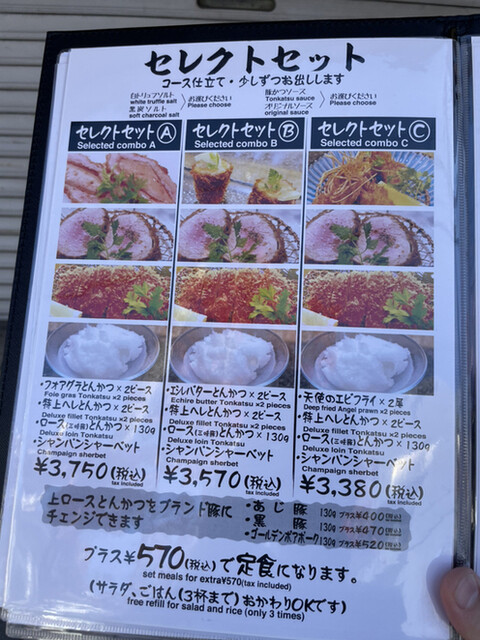 セレクトセット
コース仕立て・少しずつお出しします
白トリュフソルト
white truffle salt
黒炭ソルト
soft charcoal salt
お選びください
Please choose
豚かつソース
Tonkatsu sauce
オリジナルソース
original sauce
お選びください
Please choose
セレクトセットA
Selected combo A
セレクトセットB
Selected combo B
セレクトセットC
Selected combo C
・フォアグラとんかつ×2ピース
Foie gras Tonkatsu ×2 pieces
・特上ヘレとんかつ×2ピース
Deluxe fillet Tonkatsu ×2 pieces
・ロース(三崎閣)とんかつ×130g
Deluxe loin Tonkatsu
・シャンパンシャーベット
Champaign sherbet
¥3,750(税込)
tax included
・エシレバターとんかつ×2ピース
Echire butter Tonkatsu ×2 pieces
・特上ヘレとんかつ×2ピース
Deluxe fillet Tonkatsu ×2 pieces
・ロース とんかつ×130g
Deluxe loin Tonkatsu
・シャンパンシャーベット
Champaign sherbet
¥3,570(税込)
tax included
・天使のエビフライ×2尾
Deep fried Angel prawn ×2 pieces
・特上ヘレとんかつ×2ピース
Deluxe fillet Tonkatsu ×2 pieces
・ロース とんかつ×130g
Deluxe loin Tonkatsu
・シャンパンシャーベット
Champaign sherbet
¥3,380(税込)
tax included
上ロースとんかつをブランド豚に
チェンジできます
・あじ豚 130g プラス¥400(税込)
・黒豚 130g プラス¥470(税込)
・ゴールデンボアポーク 130g プラス¥520(税込)
プラス¥570(税込)で定食になります。
set meals for extra¥570(tax included)
(サラダ、ごはん(3杯まで)おかわりOKです)
free refill for salad and rice (only 3 times)